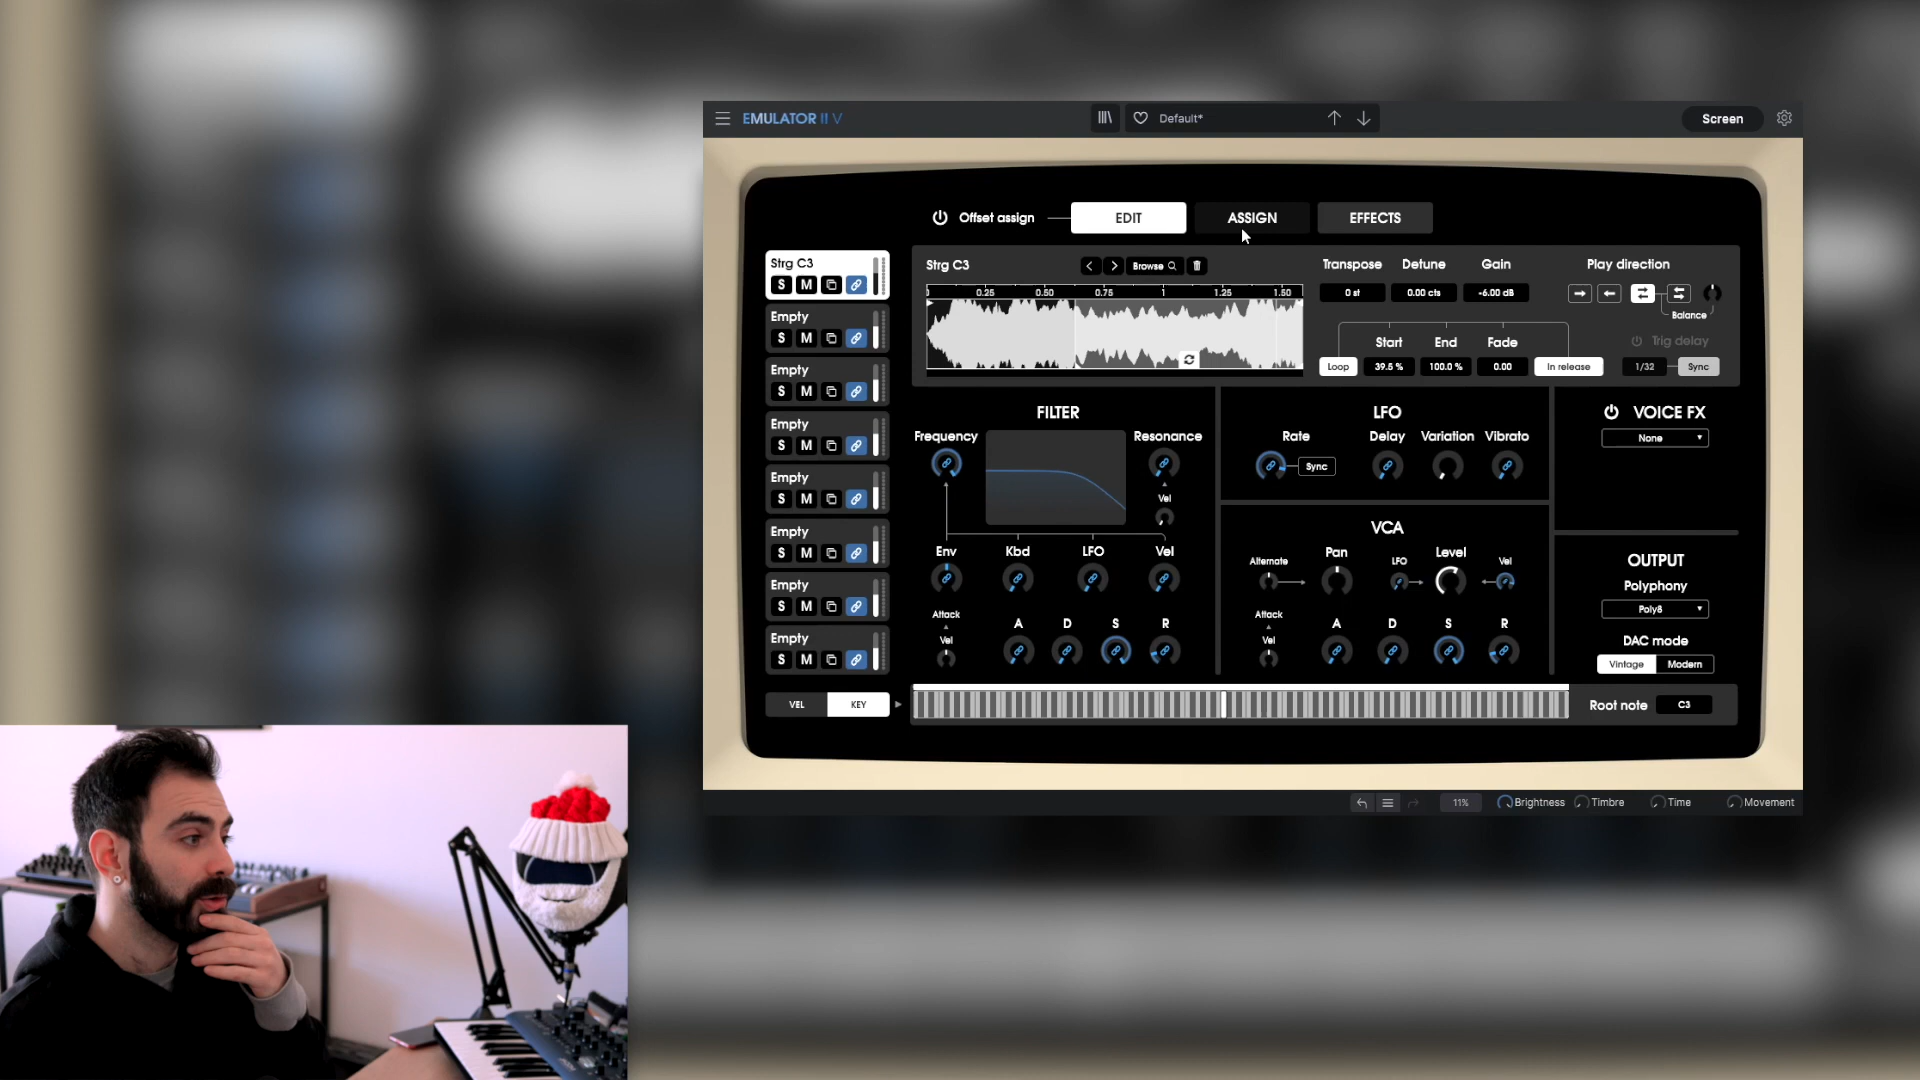 EMULATOR II V
Default*
Screen
Offset assign
EDIT
ASSIGN
EFFECTS
Strg C3
S M
Empty
S M
Empty
S M
Empty
S M
Empty
S M
Empty
S M
Empty
S M
Empty
S M
VEL KEY
Strg C3
Browse
0.25 0.50 0.75 1 1.25 1.50
Transpose Detune Gain
0 st 0.00 cts -6.00 dB
Play direction
Balance
Start End Fade
Loop 39.5 % 100.0 % 0.00 In release
Trig delay
1/32 Sync
FILTER
Frequency Resonance
Vel
Env Kbd LFO Vel
Attack
Vel
A D S R
LFO
Rate Delay Variation Vibrato
Sync
VCA
Alternate Pan LFO Level Vel
Attack
Vel
A D S R
VOICE FX
None
OUTPUT
Polyphony
Poly8
DAC mode
Vintage Modern
Root note C3
11% Brightness Timbre Time Movement